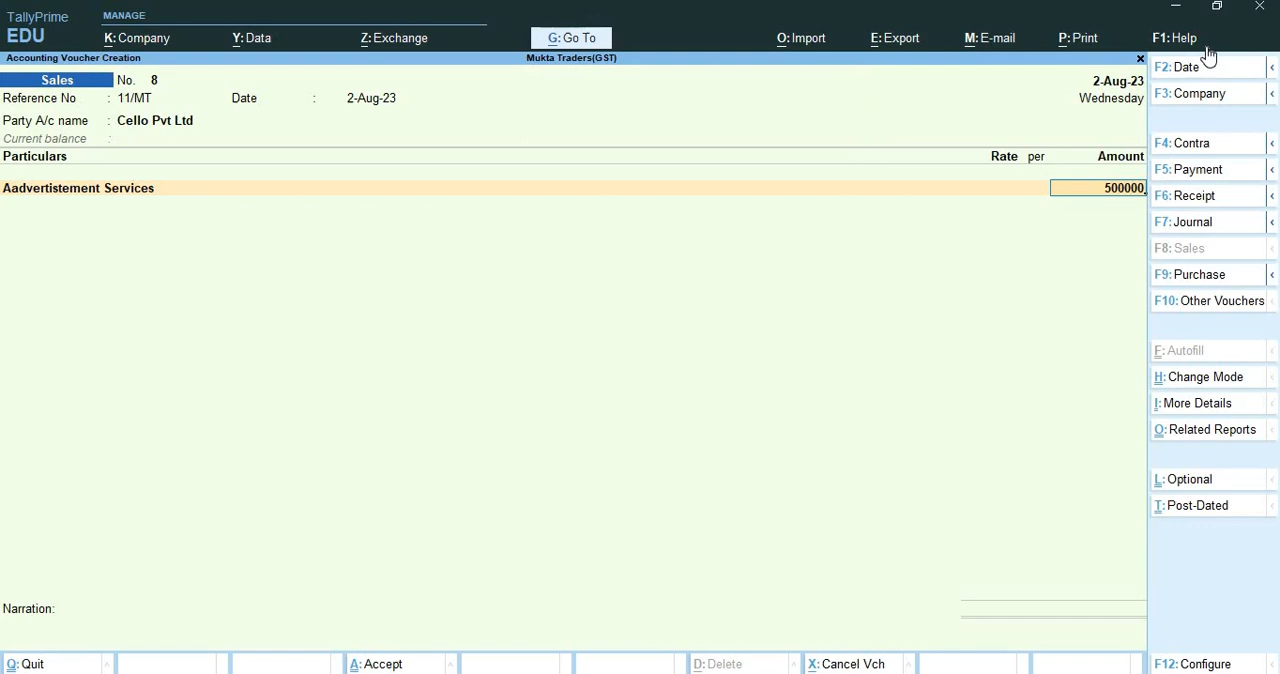 TallyPrime
EDU
MANAGE
K: Company Y: Data Z: Exchange G: Go To O: Import E: Export M: E-mail P: Print F1: Help
Accounting Voucher Creation Mukta Traders(GST) x
Sales No. 8 2-Aug-23
Reference No : 11/MT Date : 2-Aug-23 Wednesday
Party A/c name : Cello Pvt Ltd
Current balance :
Particulars Rate per Amount
Aadvertistement Services 500000
Narration:
F2: Date
F3: Company
F4: Contra
F5: Payment
F6: Receipt
F7: Journal
F8: Sales
F9: Purchase
F10: Other Vouchers
F: Autofill
H: Change Mode
I: More Details
O: Related Reports
L: Optional
T: Post-Dated
Q: Quit A: Accept D: Delete X: Cancel Vch F12: Configure